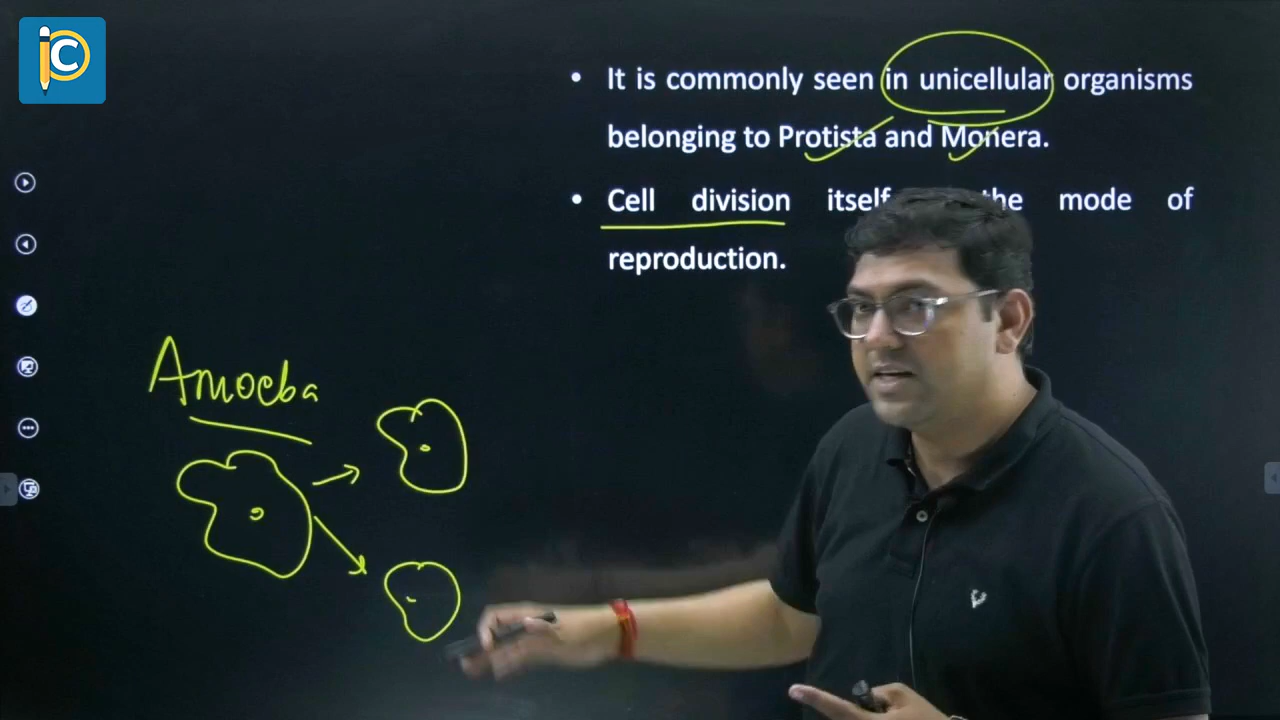 • It is commonly seen in unicellular organisms
belonging to Protista and Monera.
• Cell division itself the mode of
reproduction.
Amoeba